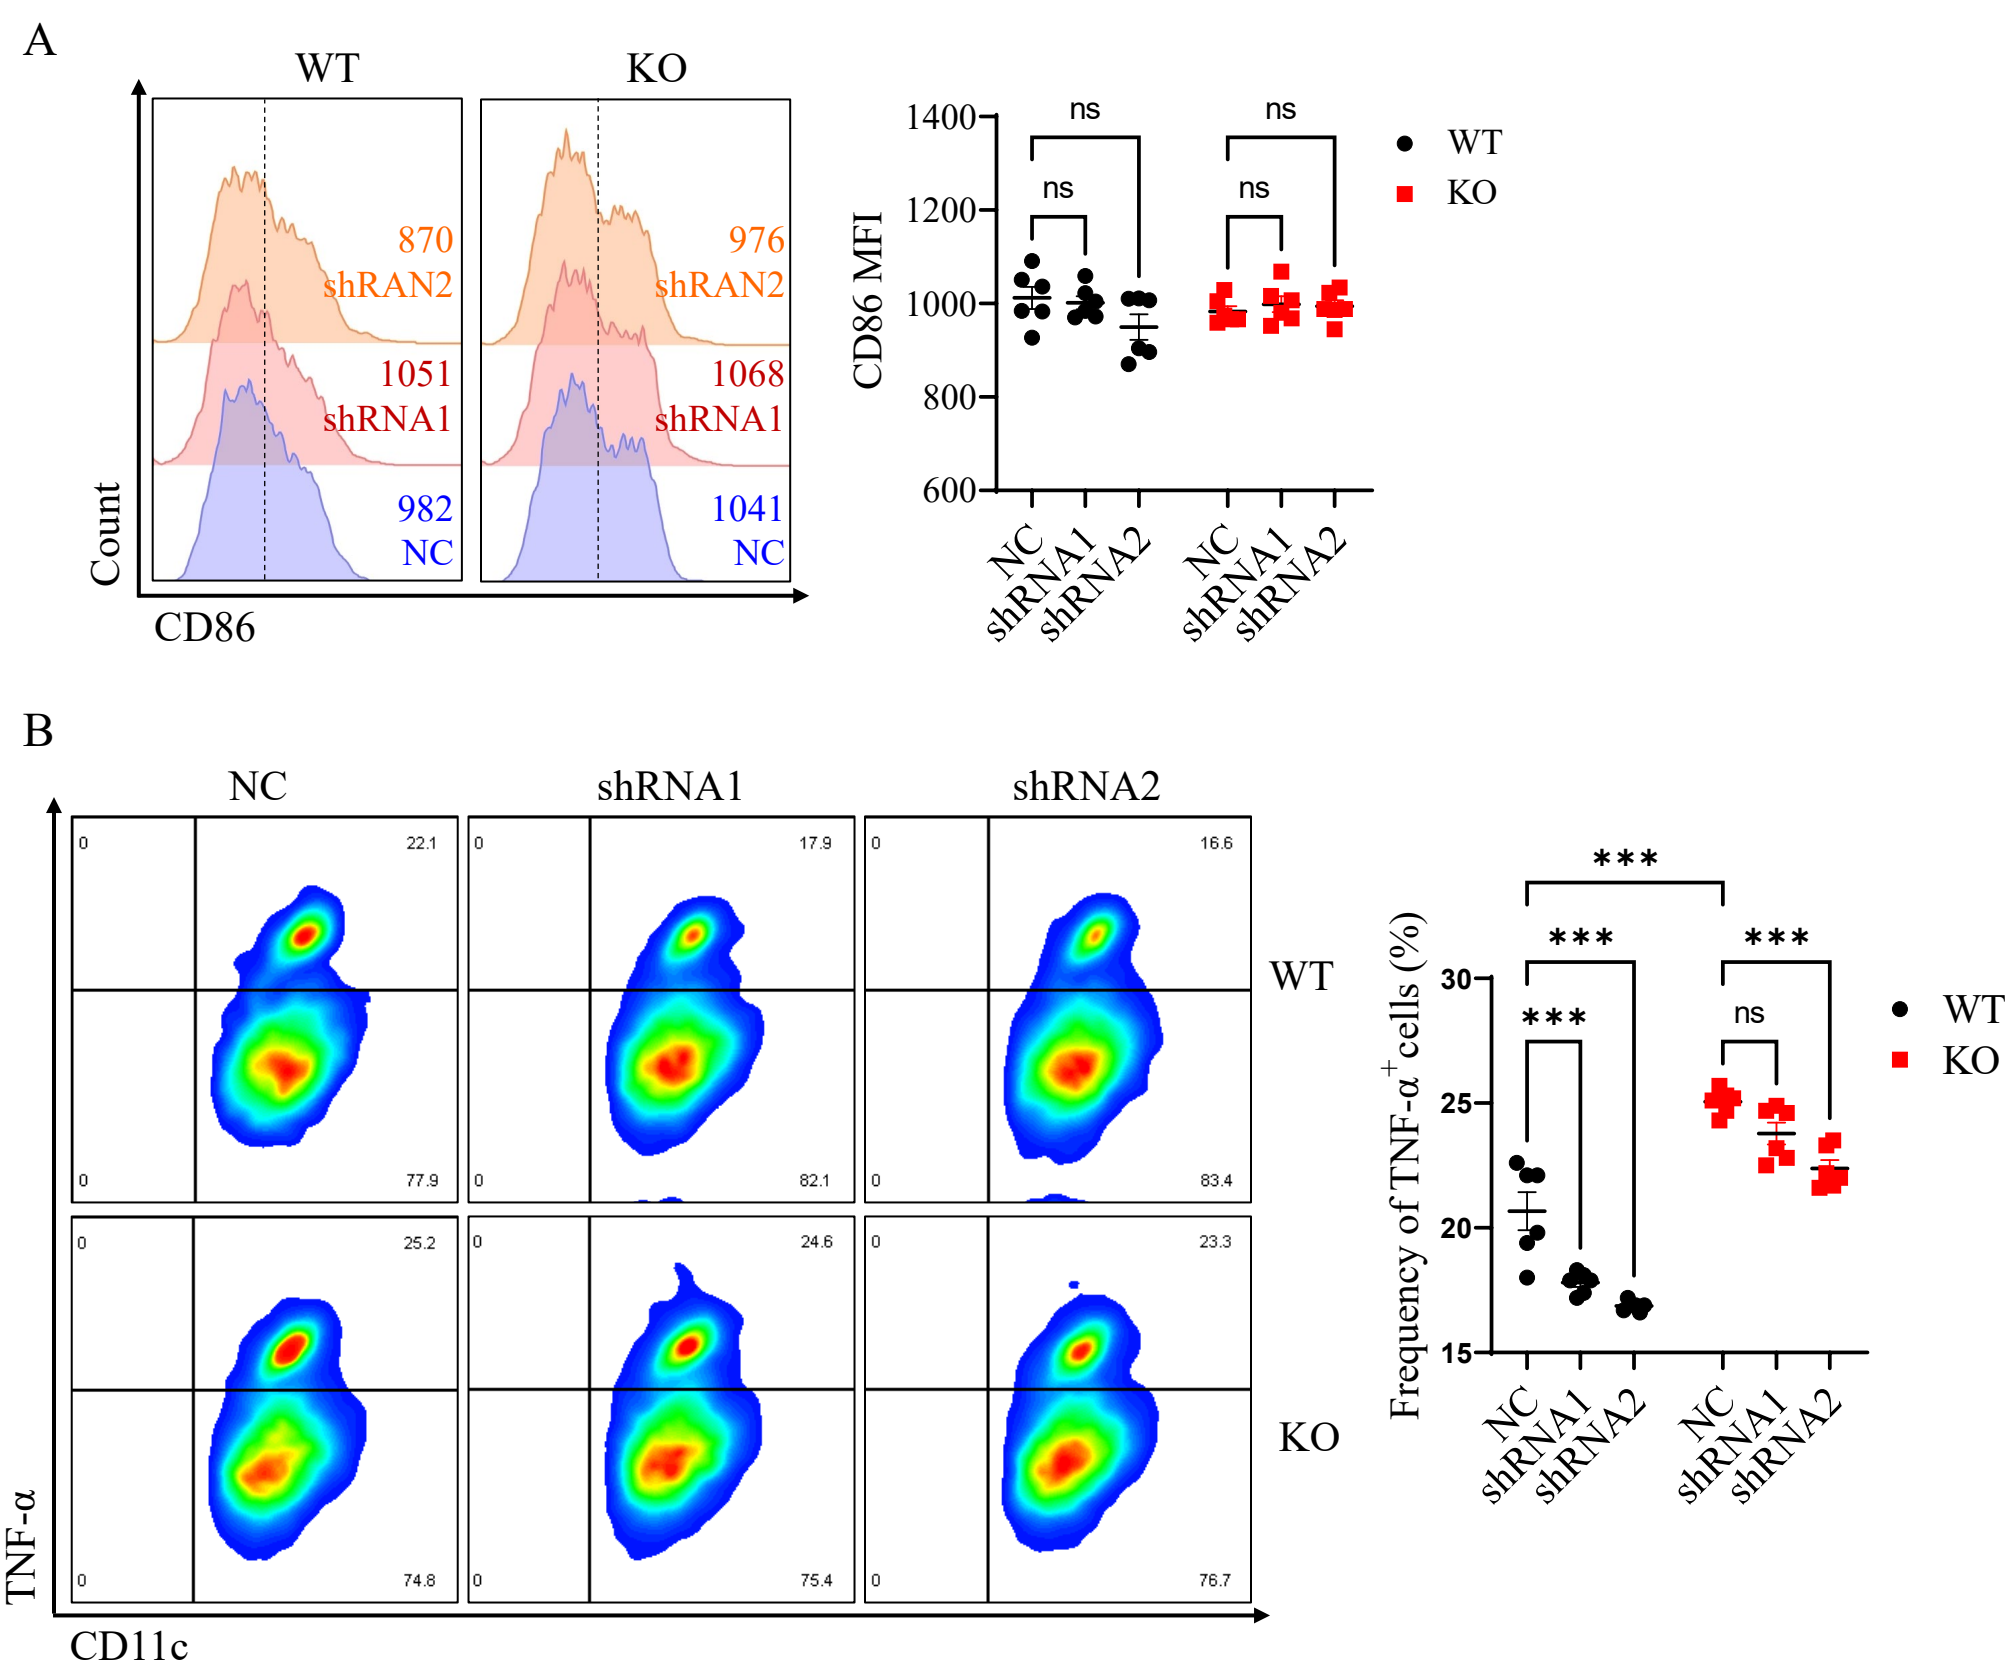 A
WT
KO
870
shRAN2
1051
shRNA1
982
NC
976
shRAN2
1068
shRNA1
1041
NC
Count
CD86
CD86 MFI
1400
1200
1000
800
600
ns
ns
ns
ns
NC
shRNA1
shRNA2
NC
shRNA1
shRNA2
WT
KO
B
NC
shRNA1
shRNA2
0
22.1
0
77.9
0
17.9
0
82.1
0
16.6
0
83.4
WT
0
25.2
0
74.8
0
24.6
0
75.4
0
23.3
0
76.7
KO
TNF-α
CD11c
Frequency of TNF-α+ cells (%)
30
25
20
15
***
***
***
***
ns
NC
shRNA1
shRNA2
NC
shRNA1
shRNA2
WT
KO